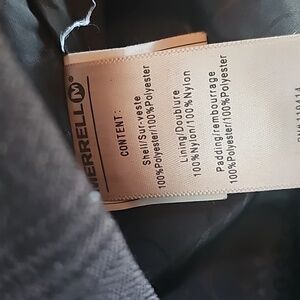 MERRELL
CONTENT:
Shell/Sur-veste
100%Polyester/100%Polyester
Lining/Doublure
100%Nylon/100%Nylon
Padding/rembourrage
100%Polyester/100%Polyester